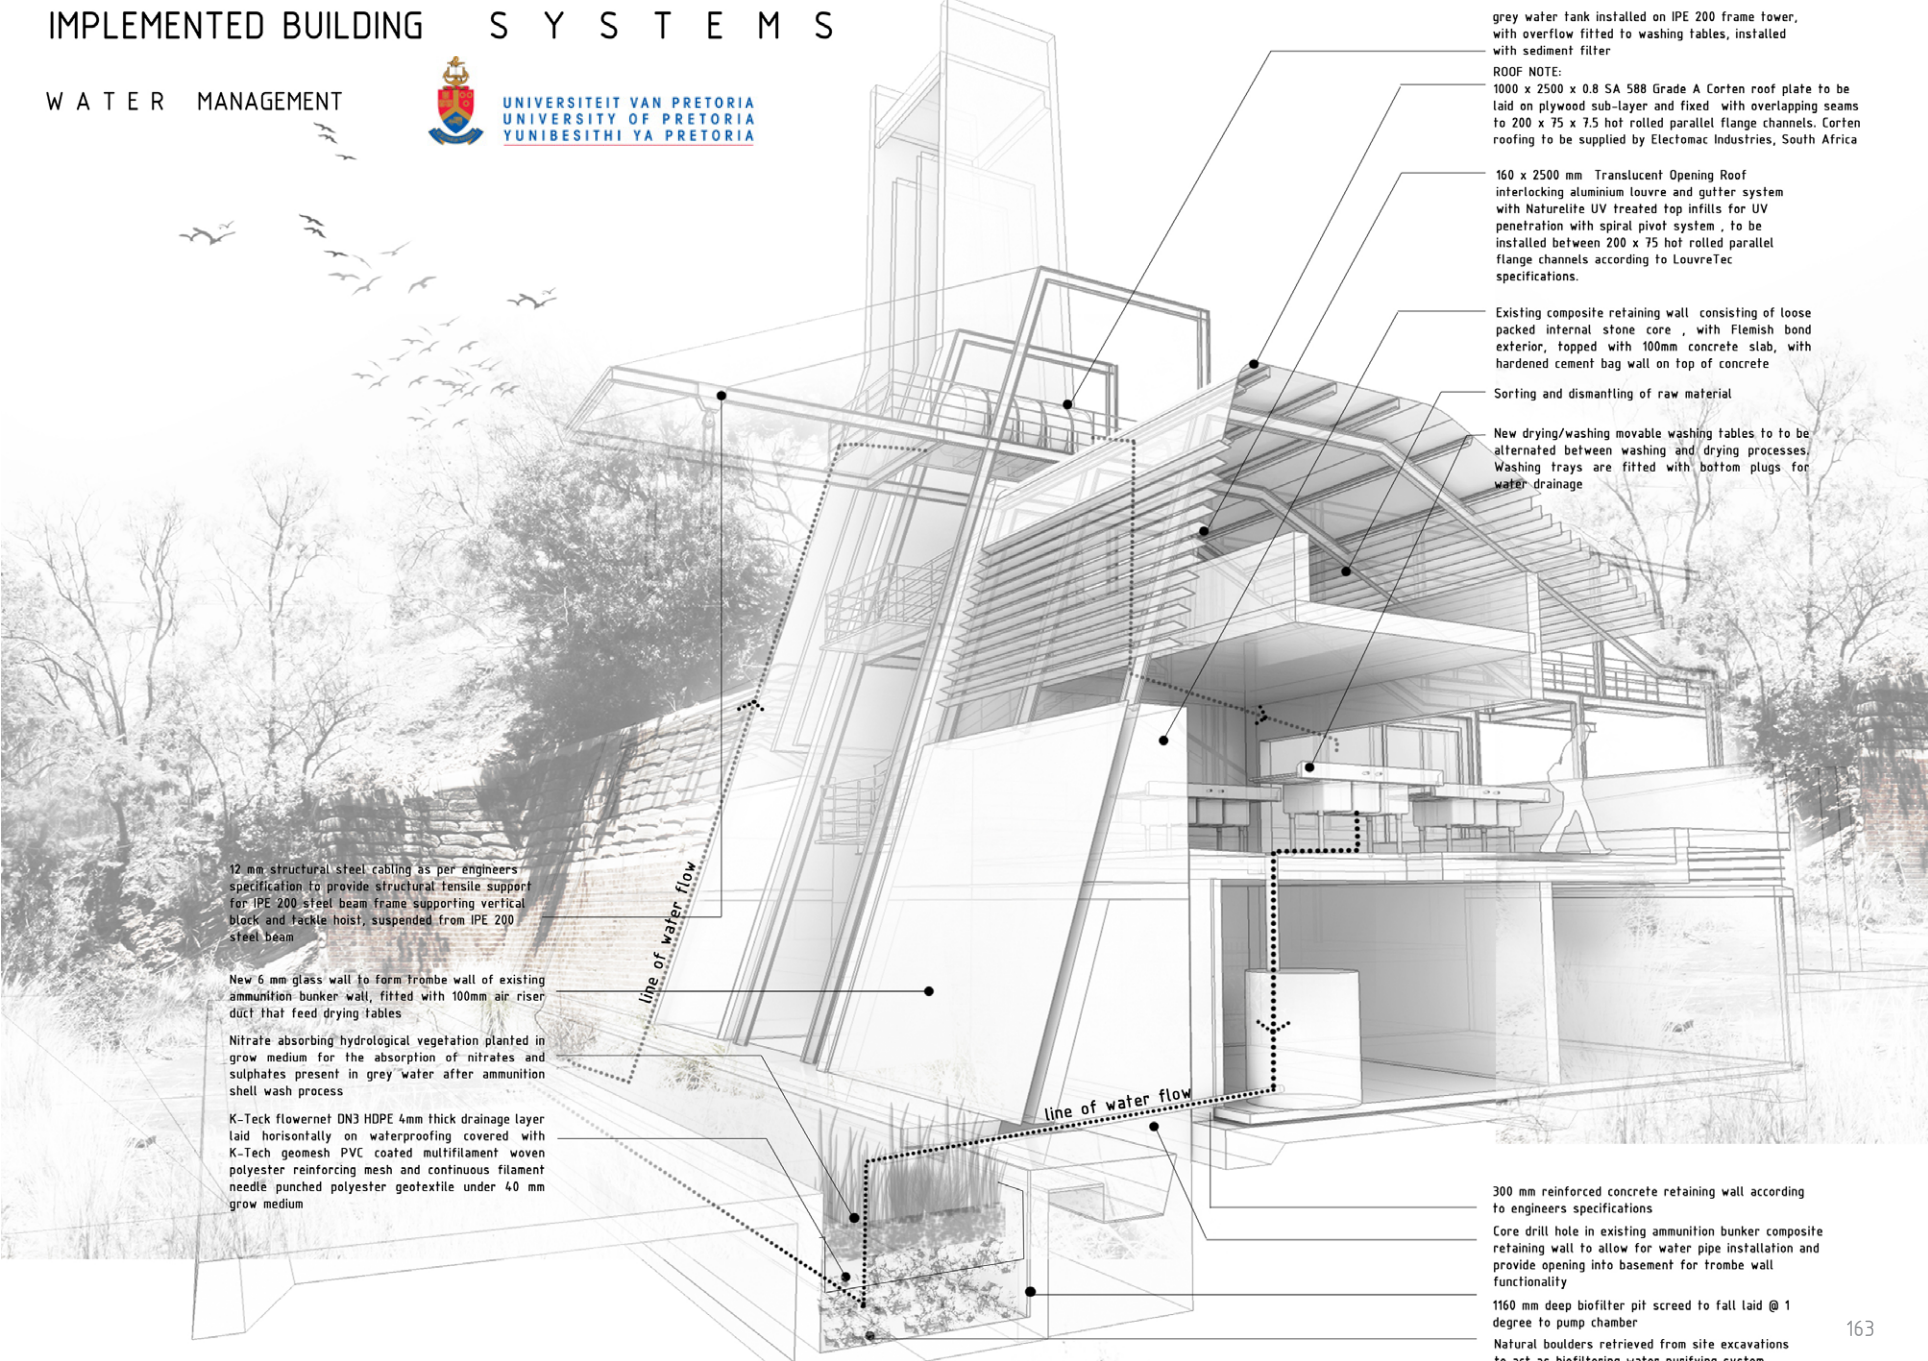 IMPLEMENTED BUILDING SYSTEMS
WATER MANAGEMENT
UNIVERSITEIT VAN PRETORIA
UNIVERSITY OF PRETORIA
YUNIBESITHI YA PRETORIA
grey water tank installed on IPE 200 frame tower,
with overflow fitted to washing tables, installed
with sediment filter
ROOF NOTE:
1000 x 2500 x 0.8 SA 588 Grade A Corten roof plate to be
laid on plywood sub-layer and fixed with overlapping seams
to 200 x 75 x 7.5 hot rolled parallel flange channels. Corten
roofing to be supplied by Electomac Industries, South Africa
160 x 2500 mm Translucent Opening Roof
interlocking aluminium louvre and gutter system
with Naturelite UV treated top infills for UV
penetration with spiral pivot system , to be
installed between 200 x 75 hot rolled parallel
flange channels according to LouvreTec
specifications.
Existing composite retaining wall consisting of loose
packed internal stone core , with Flemish bond
exterior, topped with 100mm concrete slab, with
hardened cement bag wall on top of concrete
Sorting and dismantling of raw material
New drying/washing movable washing tables to to be
alternated between washing and drying processes.
Washing trays are fitted with bottom plugs for
water drainage
12 mm structural steel cabling as per engineers
specification to provide structural tensile support
for IPE 200 steel beam frame supporting vertical
block and tackle hoist, suspended from IPE 200
steel beam
New 6 mm glass wall to form trombe wall of existing
ammunition bunker wall, fitted with 100mm air riser
duct that feed drying tables
Nitrate absorbing hydrological vegetation planted in
grow medium for the absorption of nitrates and
sulphates present in grey water after ammunition
shell wash process
K-Teck flowernet DN3 HDPE 4mm thick drainage layer
laid horisontally on waterproofing covered with
K-Tech geomesh PVC coated multifilament woven
polyester reinforcing mesh and continuous filament
needle punched polyester geotextile under 40 mm
grow medium
line of water flow
line of water flow
300 mm reinforced concrete retaining wall according
to engineers specifications
Core drill hole in existing ammunition bunker composite
retaining wall to allow for water pipe installation and
provide opening into basement for trombe wall
functionality
1160 mm deep biofilter pit screed to fall laid @ 1
degree to pump chamber
Natural boulders retrieved from site excavations
to act as biofiltering water purifying system
163